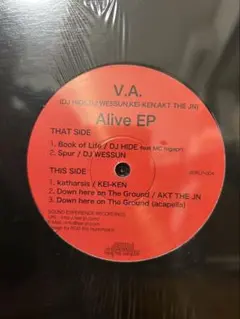 V.A.
(DJ HIDE,DJ WESSUN,KEI-KEN,AKT THE JN)
Alive EP
THAT SIDE
1. Book of Life / DJ HIDE feat MC
2. Spur / DJ WESSUN
THIS SIDE
1. Katharsis / KEI-KEN
2. Down here on The Ground / AKT THE JN
3. Down here on The Ground (acapella)
SOUND EXPERIENCE RECORDINGS